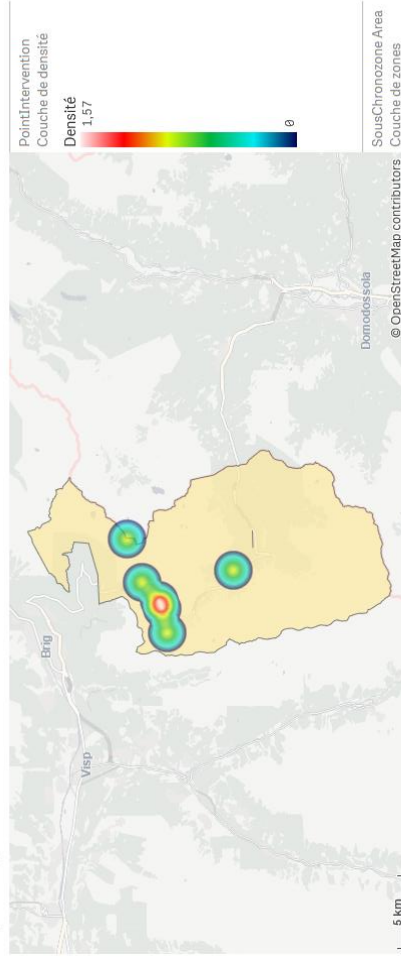 PointIntervention
Couche de densité
Densité
1,57
0
SousChronozone Area
Couche de zones
Brig
Visp
Domodossola
5 km
© OpenStreetMap contributors